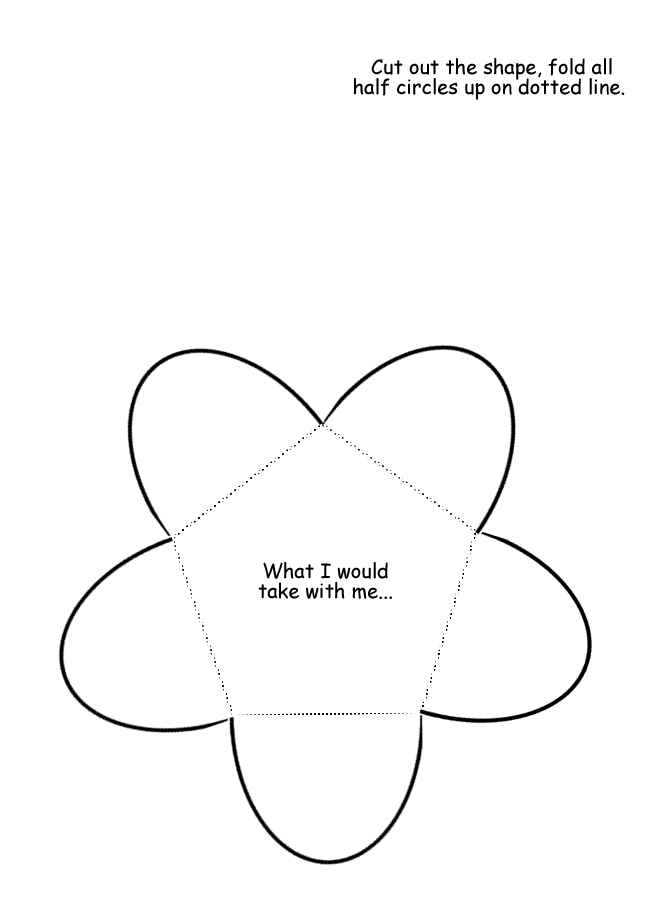 Cut out the shape, fold all
half circles up on dotted line.
What I would
take with me...